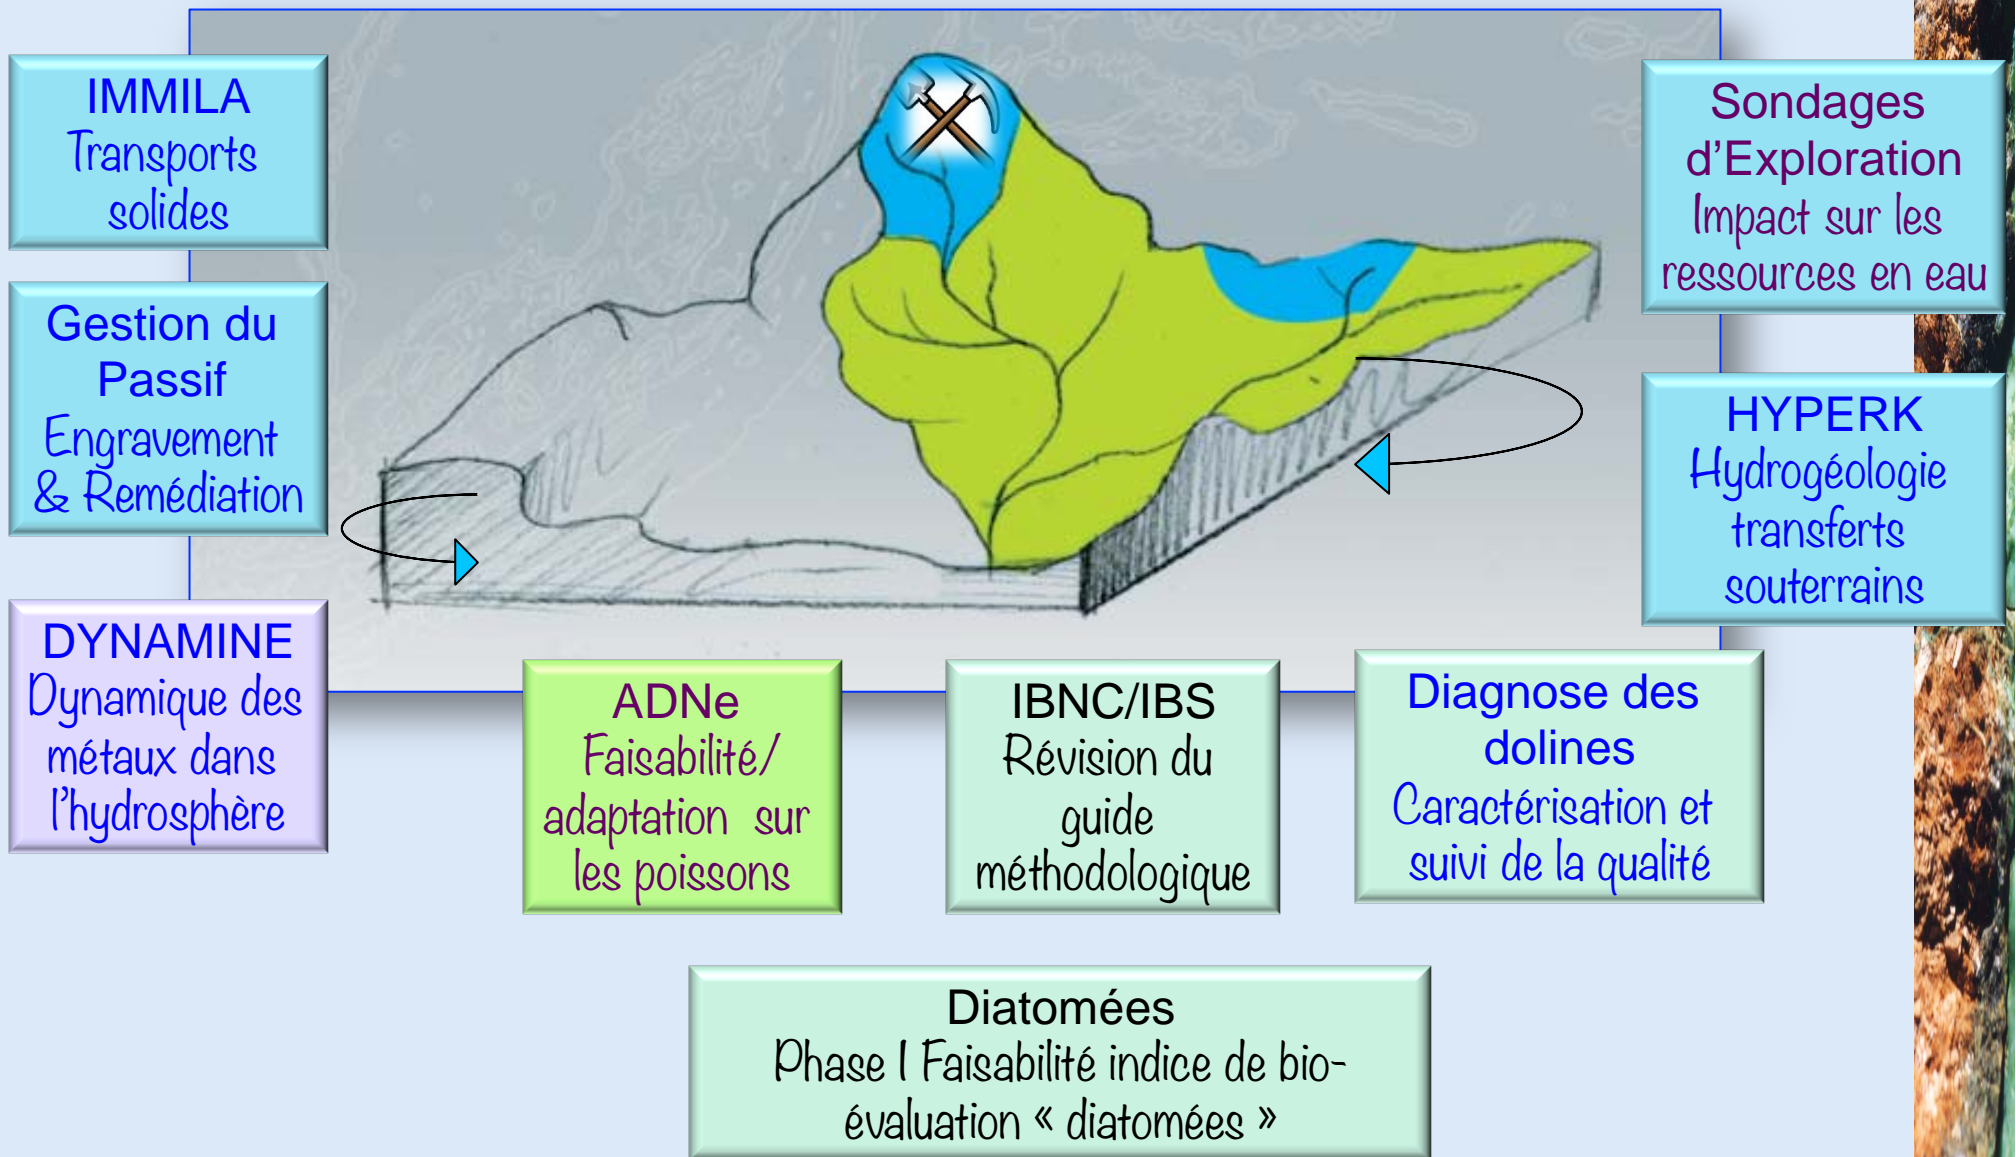 IMMILA
Transports
solides
Gestion du
Passif
Engravement
& Remédiation
DYNAMINE
Dynamique des
métaux dans
l'hydrosphère
ADNe
Faisabilité/
adaptation sur
les poissons
IBNC/IBS
Révision du
guide
méthodologique
Diagnose des
dolines
Caractérisation et
suivi de la qualité
Sondages
d'Exploration
Impact sur les
ressources en eau
HYPERK
Hydrogéologie
transferts
souterrains
Diatomées
Phase I Faisabilité indice de bio-
évaluation « diatomées »